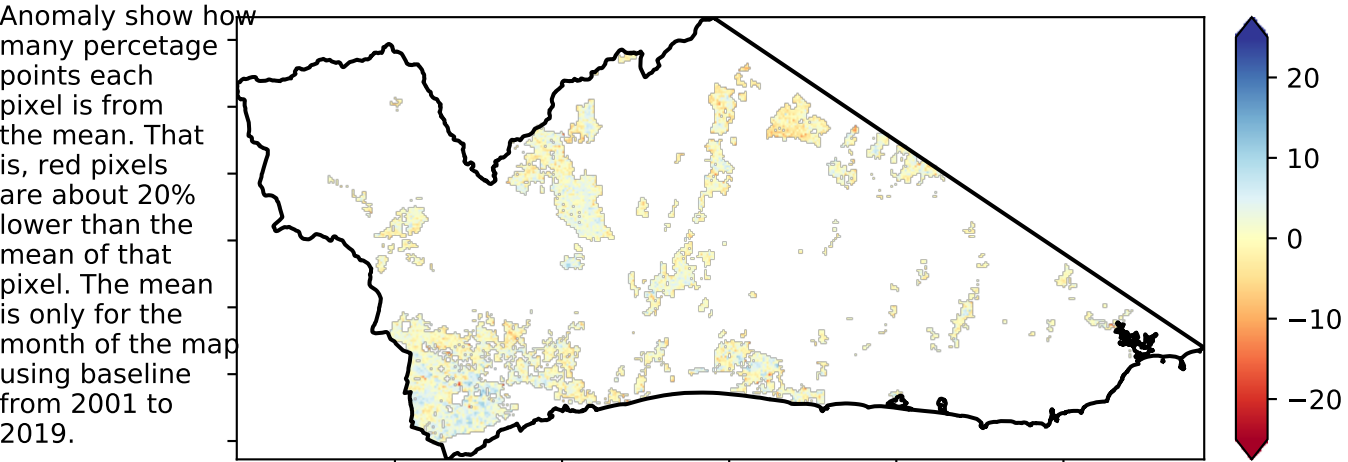 Anomaly show how
many percetage
points each
pixel is from
the mean. That
is, red pixels
are about 20%
lower than the
mean of that
pixel. The mean
is only for the
month of the map
using baseline
from 2001 to
2019.
20
10
0
−10
−20